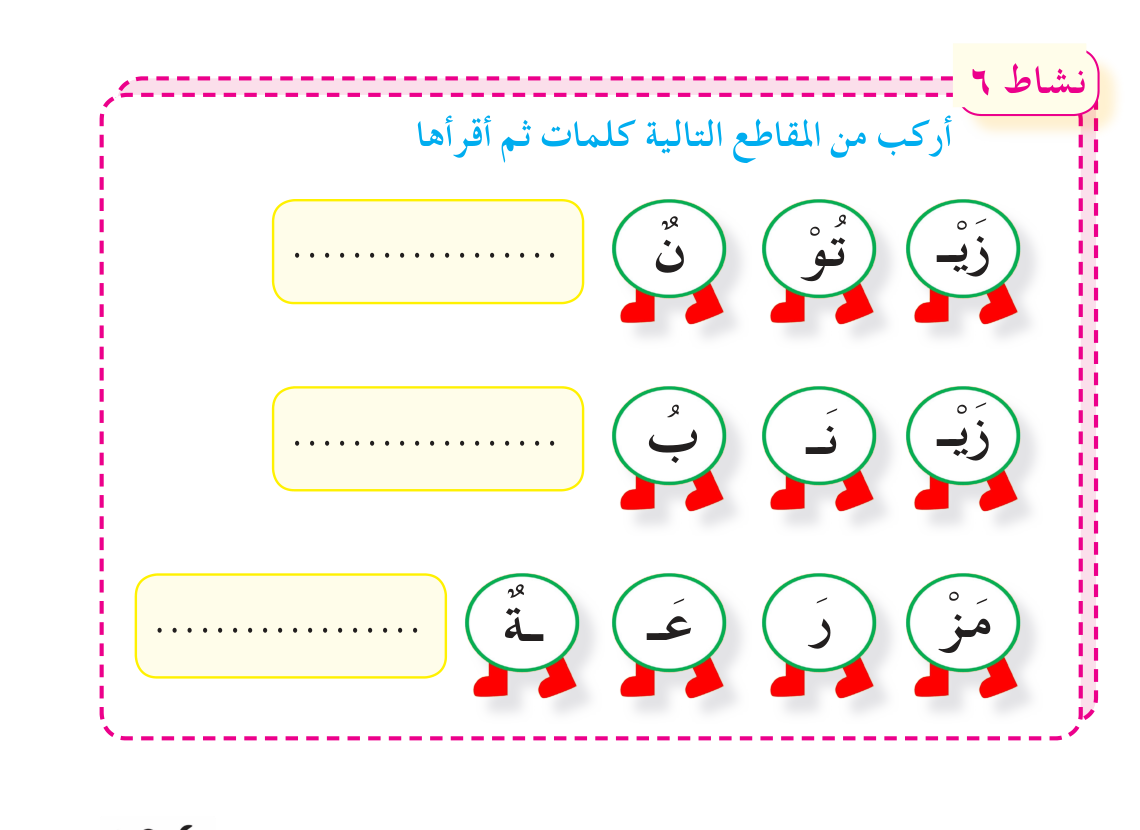 نشاط ٦
أركب من المقاطع التالية كلمات ثم أقرأها
زَيْـ تُوْ نٌ ..................
زَيْـ نَـ بُ ..................
مَزْ رَ عَـ ـةٌ ..................